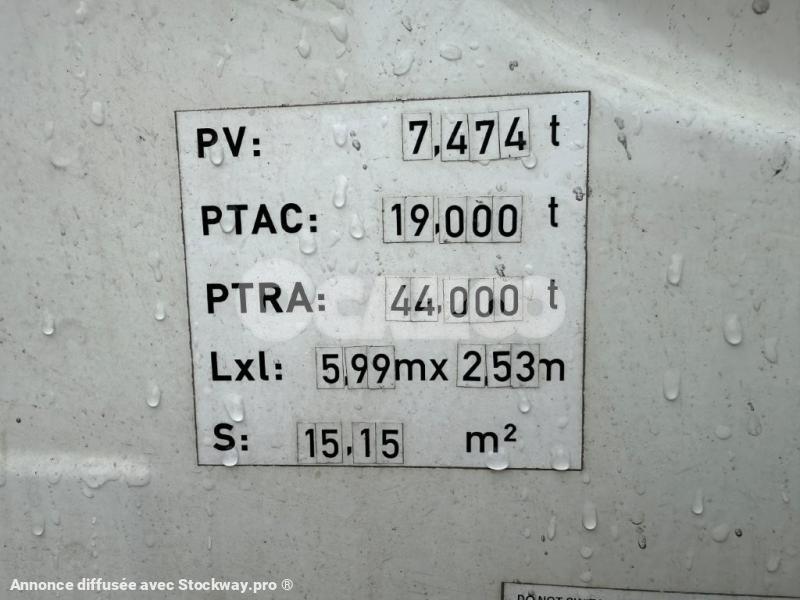 PV: 7,474 t
PTAC: 19,000 t
PTRA: 44,000 t
Lxl: 5,99mx 2,53m
S: 15,15 m²
Annonce diffusée avec Stockway.pro ®